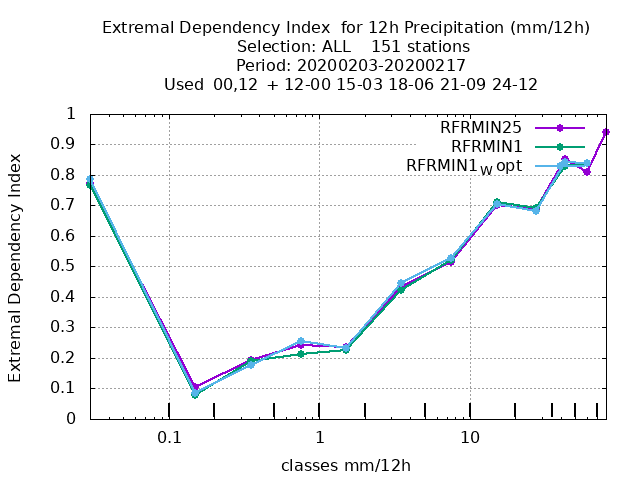 Extremal Dependency Index  for 12h Precipitation (mm/12h)
Selection: ALL    151 stations
Period: 20200203-20200217
Used  00,12  + 12-00 15-03 18-06 21-09 24-12
RFRMIN25
RFRMIN1
RFRMIN1W opt
Extremal Dependency Index
1
0.9
0.8
0.7
0.6
0.5
0.4
0.3
0.2
0.1
0
0.1
1
10
classes mm/12h